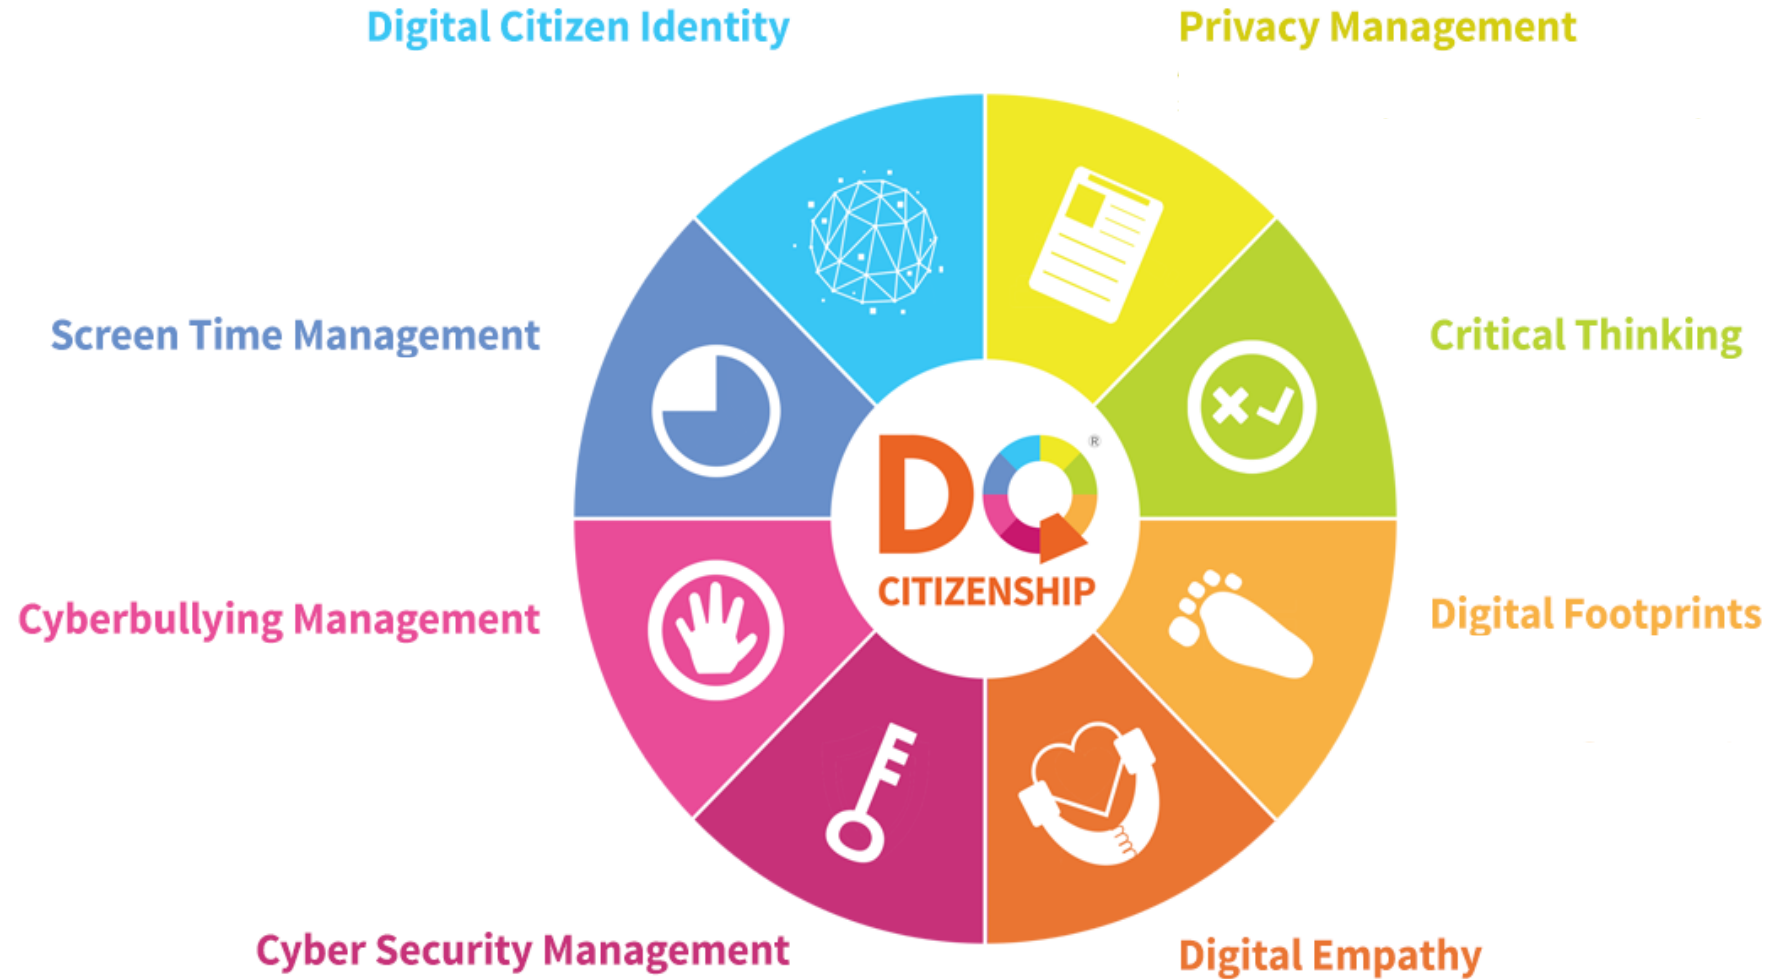 Digital Citizen Identity
Privacy Management
Screen Time Management
Critical Thinking
DQ ®
CITIZENSHIP
Cyberbullying Management
Digital Footprints
Cyber Security Management
Digital Empathy